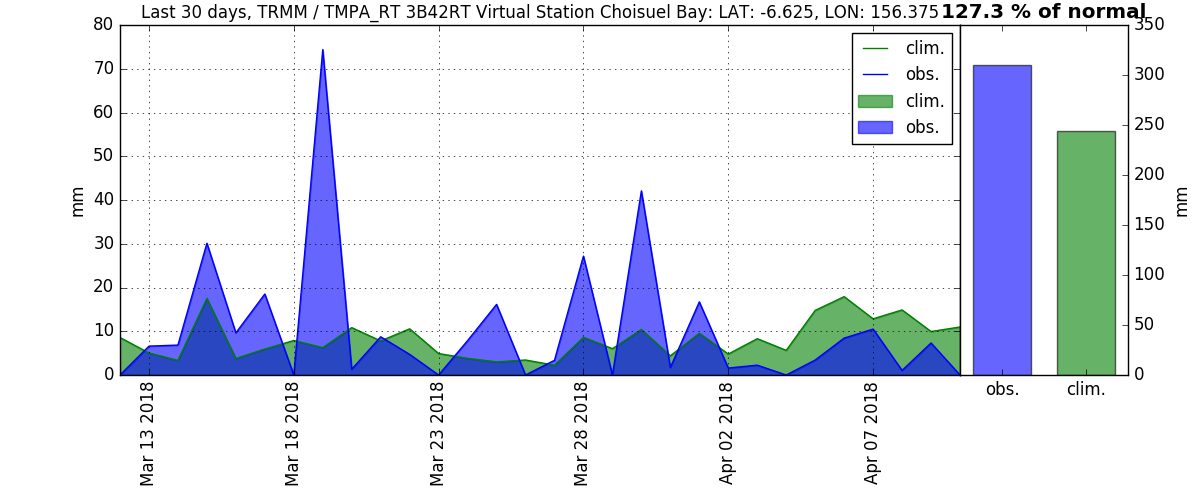 Last 30 days, TRMM / TMPA_RT 3B42RT Virtual Station Choisuel Bay: LAT: -6.625, LON: 156.375
127.3 % of normal
80
70
60
50
40
30
20
10
0
mm
clim.
obs.
clim.
obs.
350
300
250
200
150
100
50
0
mm
obs.
clim.
Mar 13 2018
Mar 18 2018
Mar 23 2018
Mar 28 2018
Apr 02 2018
Apr 07 2018